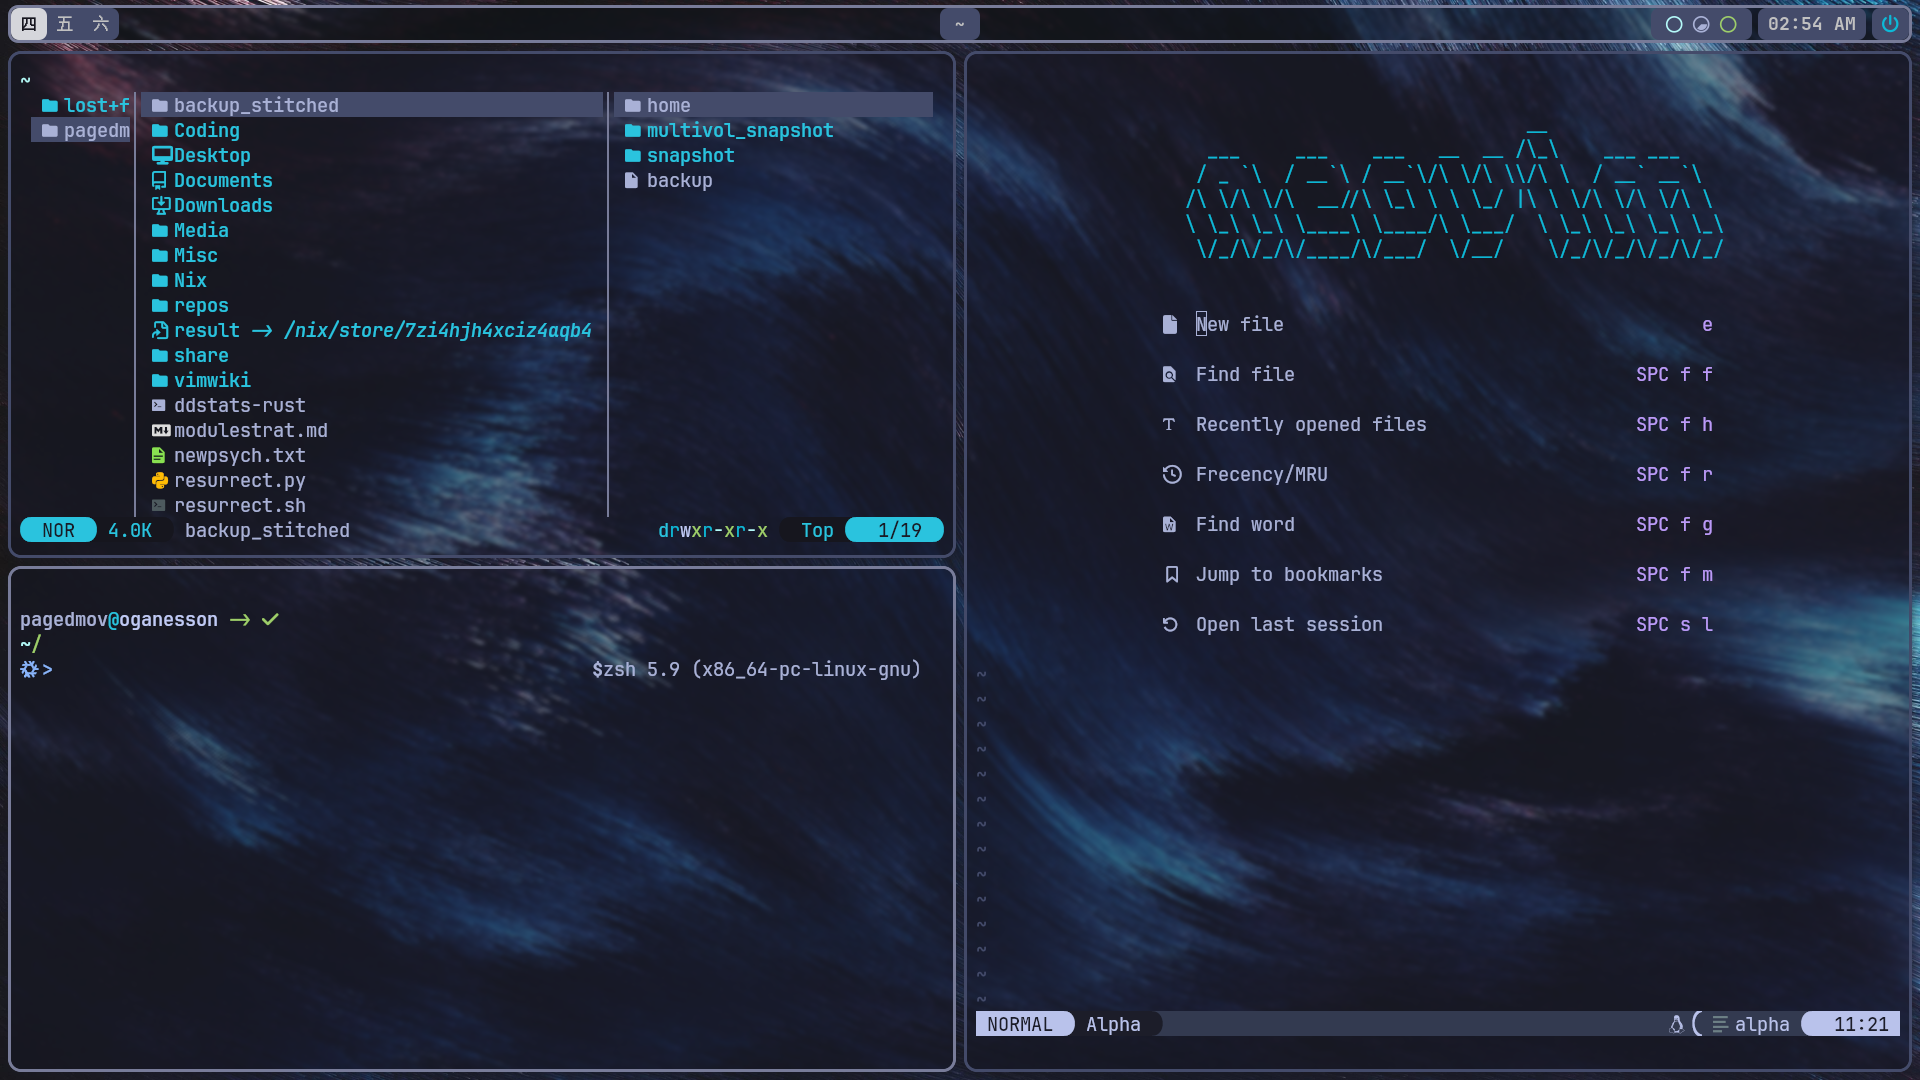 四 五 六
~
02:54 AM
~
lost+f
pagedm
backup_stitched
Coding
Desktop
Documents
Downloads
Media
Misc
Nix
repos
result -> /nix/store/7zi4hjh4xciz4aqb4
share
vimwiki
ddstats-rust
modulestrat.md
newpsych.txt
resurrect.py
resurrect.sh
home
multivol_snapshot
snapshot
backup
NOR 4.0K backup_stitched drwxr-xr-x Top 1/19
pagedmov@oganesson -> ✓
~/
> $zsh 5.9 (x86_64-pc-linux-gnu)
neovim
New file e
Find file SPC f f
Recently opened files SPC f h
Frecency/MRU SPC f r
Find word SPC f g
Jump to bookmarks SPC f m
Open last session SPC s l
~
~
~
~
~
~
~
~
~
~
~
~
~
~
NORMAL Alpha alpha 11:21